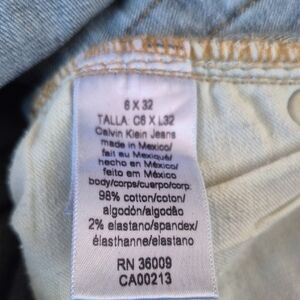 6 X 32
TALLA C6 X L32
Calvin Klein Jeans
made in Mexico/
fait au Mexique/
hecho en México/
feito em México
body/corps/cuerpo/corp.
98% cotton/coton/
algodón/algodão
2% elastano/spandex/
élasthanne/elastano
RN 36009
CA00213